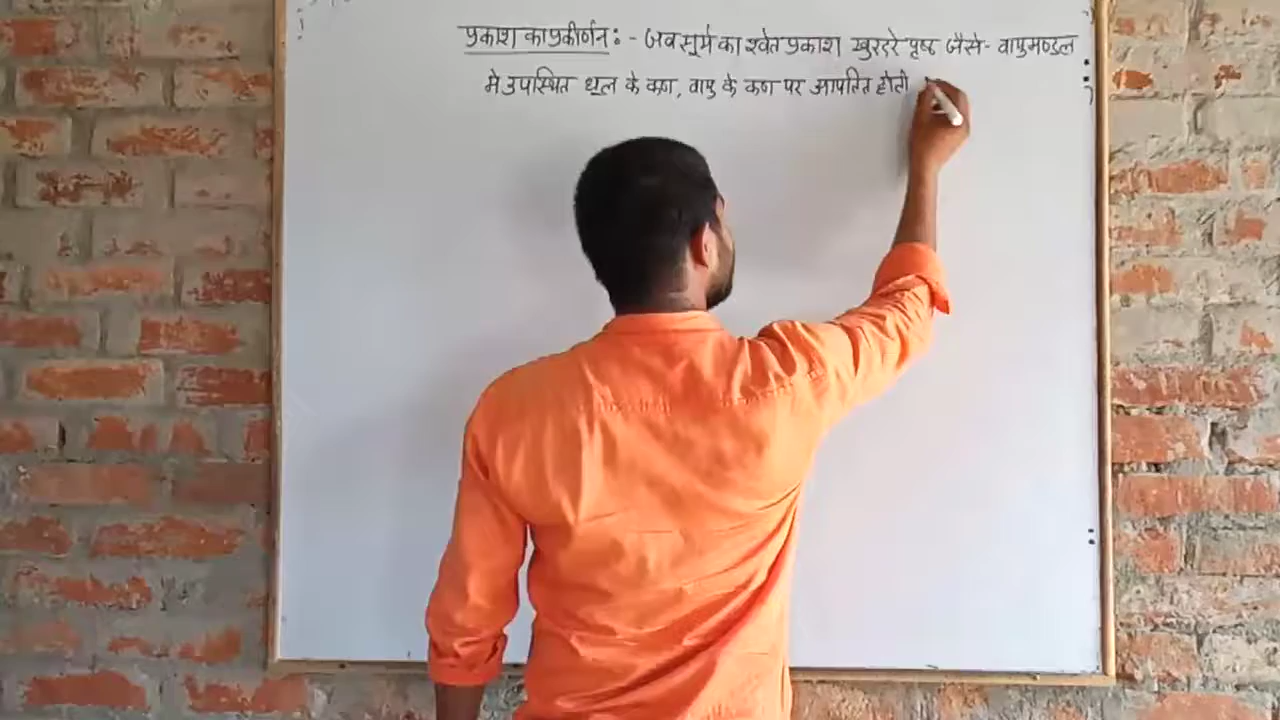 प्रकाश का प्रकीर्णन : - जब सूर्य का श्वेत प्रकाश खुरदरे पृष्ठ जैसे - वायुमण्डल
मे उपस्थित धूल के कण, वायु के कण पर आपतित होती